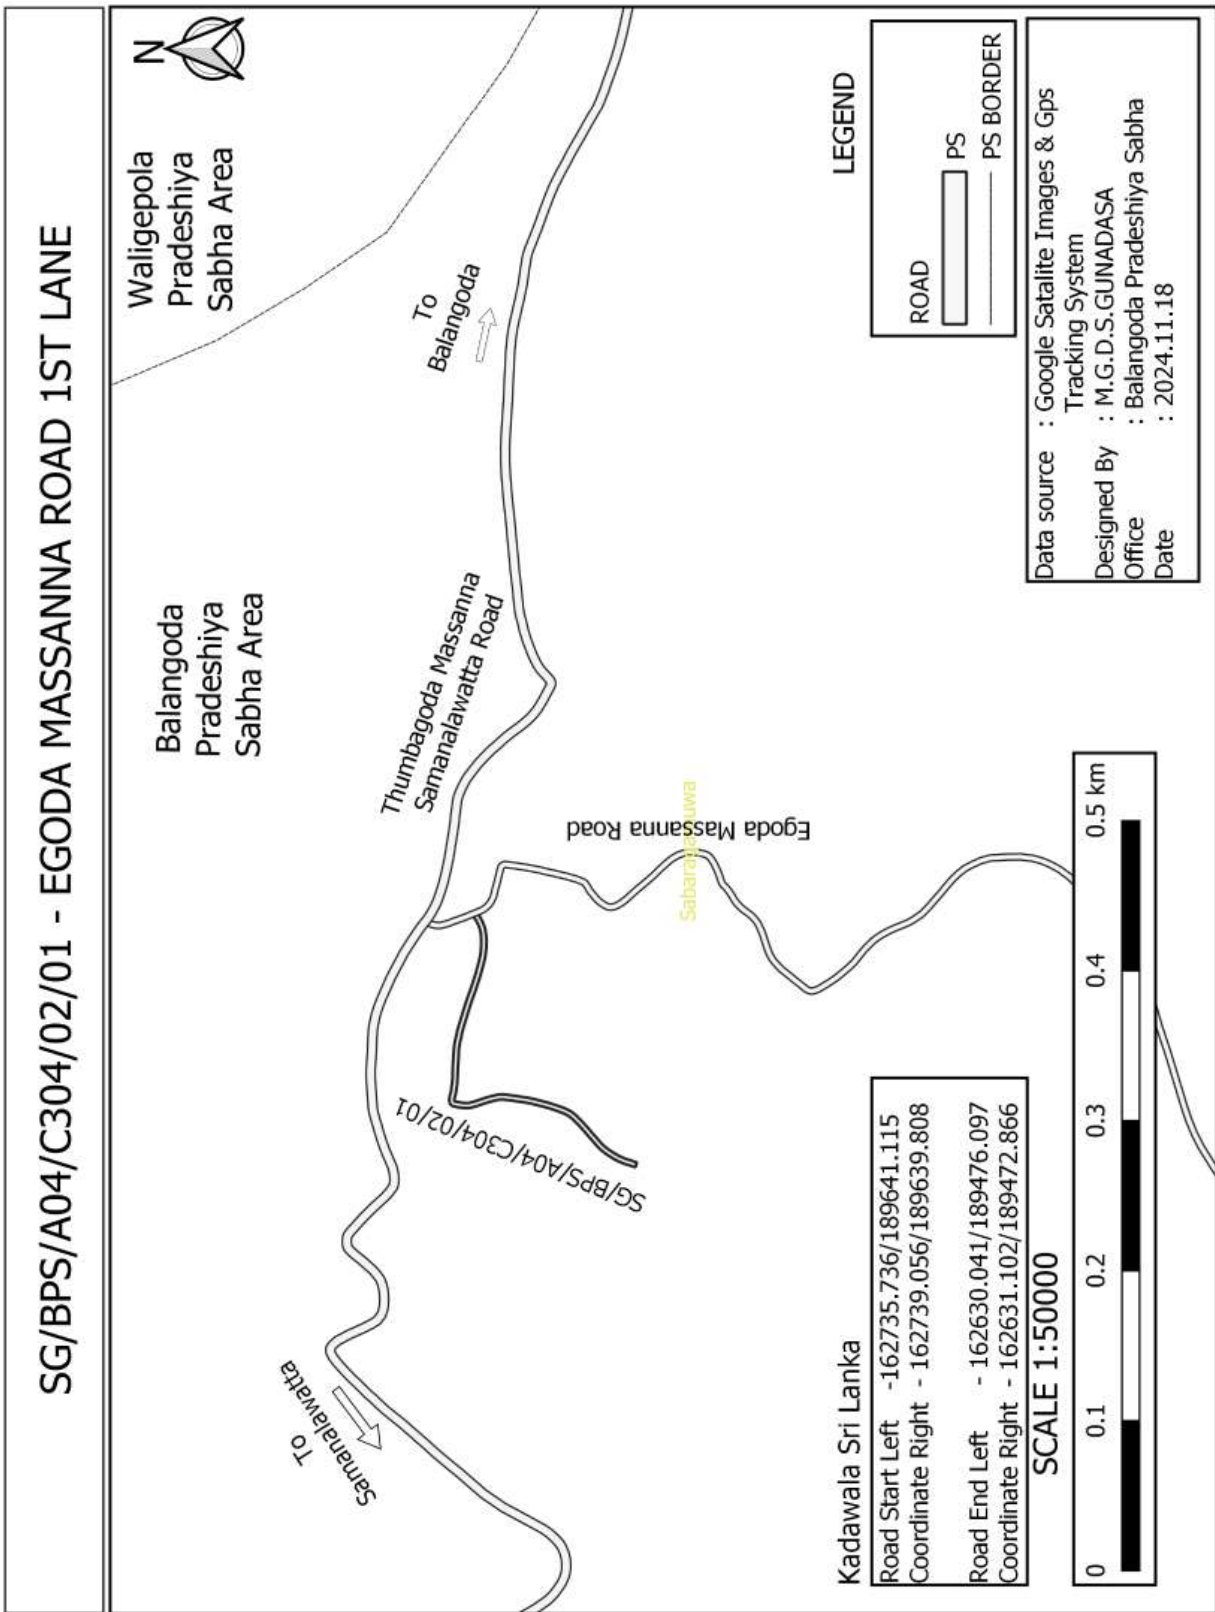 SG/BPS/A04/C304/02/01 - EGODA MASSANNA ROAD 1ST LANE
N
Waligepola
Pradeshiya
Sabha Area
Balangoda
Pradeshiya
Sabha Area
To
Balangoda
Thumbagoda Massanna
Samanalawatta Road
To
Samanalawatta
SG/BPS/A04/C304/02/01
Egoda Massanna Road
Kadawala Sri Lanka
Road Start Left -162735.736/189641.115
Coordinate Right - 162739.056/189639.808
Road End Left - 162630.041/189476.097
Coordinate Right - 162631.102/189472.866
SCALE 1:50000
0 0.1 0.2 0.3 0.4 0.5 km
LEGEND
ROAD
PS
PS BORDER
Data source : Google Satalite Images & Gps
Tracking System
Designed By : M.G.D.S.GUNADASA
Office : Balangoda Pradeshiya Sabha
Date : 2024.11.18